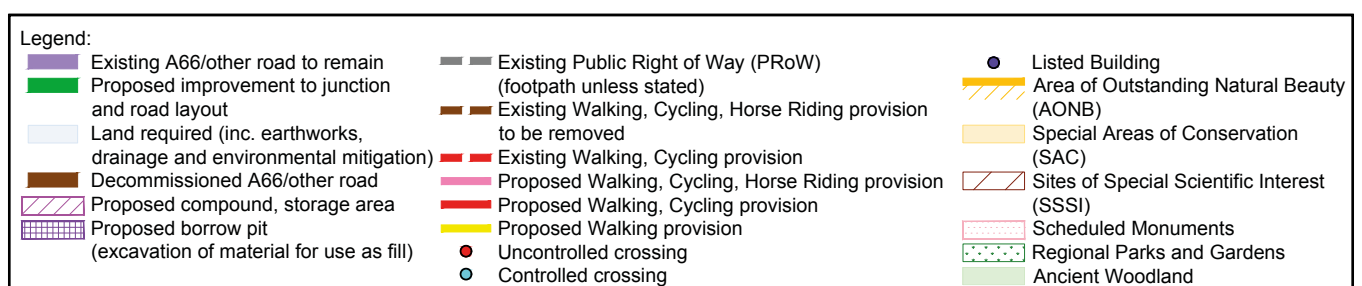 Legend:
Existing A66/other road to remain
Proposed improvement to junction
and road layout
Land required (inc. earthworks,
drainage and environmental mitigation)
Decommissioned A66/other road
Proposed compound, storage area
Proposed borrow pit
(excavation of material for use as fill)
Existing Public Right of Way (PRoW)
(footpath unless stated)
Existing Walking, Cycling, Horse Riding provision
to be removed
Existing Walking, Cycling provision
Proposed Walking, Cycling, Horse Riding provision
Proposed Walking, Cycling provision
Proposed Walking provision
Uncontrolled crossing
Controlled crossing
Listed Building
Area of Outstanding Natural Beauty
(AONB)
Special Areas of Conservation
(SAC)
Sites of Special Scientific Interest
(SSSI)
Scheduled Monuments
Regional Parks and Gardens
Ancient Woodland